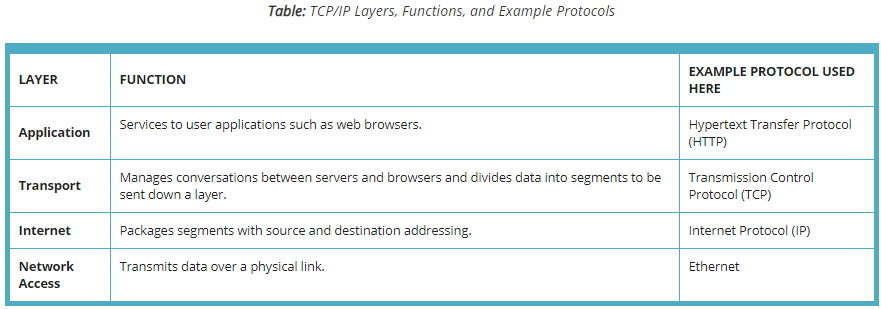 Table: TCP/IP Layers, Functions, and Example Protocols
LAYER
FUNCTION
EXAMPLE PROTOCOL USED
HERE
Application
Services to user applications such as web browsers.
Hypertext Transfer Protocol
(HTTP)
Transport
Manages conversations between servers and browsers and divides data into segments to be
sent down a layer.
Transmission Control
Protocol (TCP)
Internet
Packages segments with source and destination addressing.
Internet Protocol (IP)
Network
Access
Transmits data over a physical link.
Ethernet